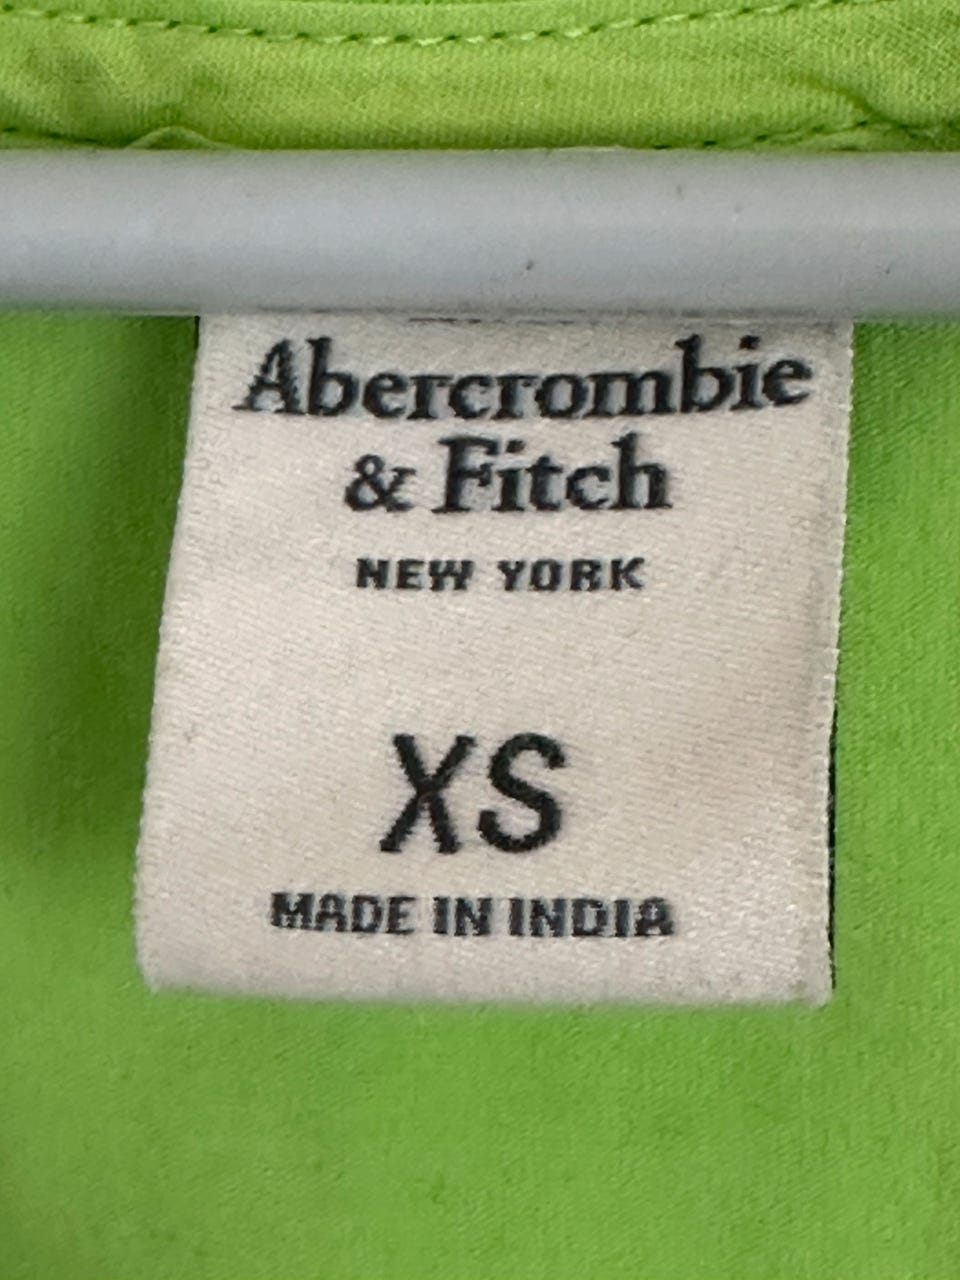 Abercrombie
& Fitch
NEW YORK
XS
MADE IN INDIA